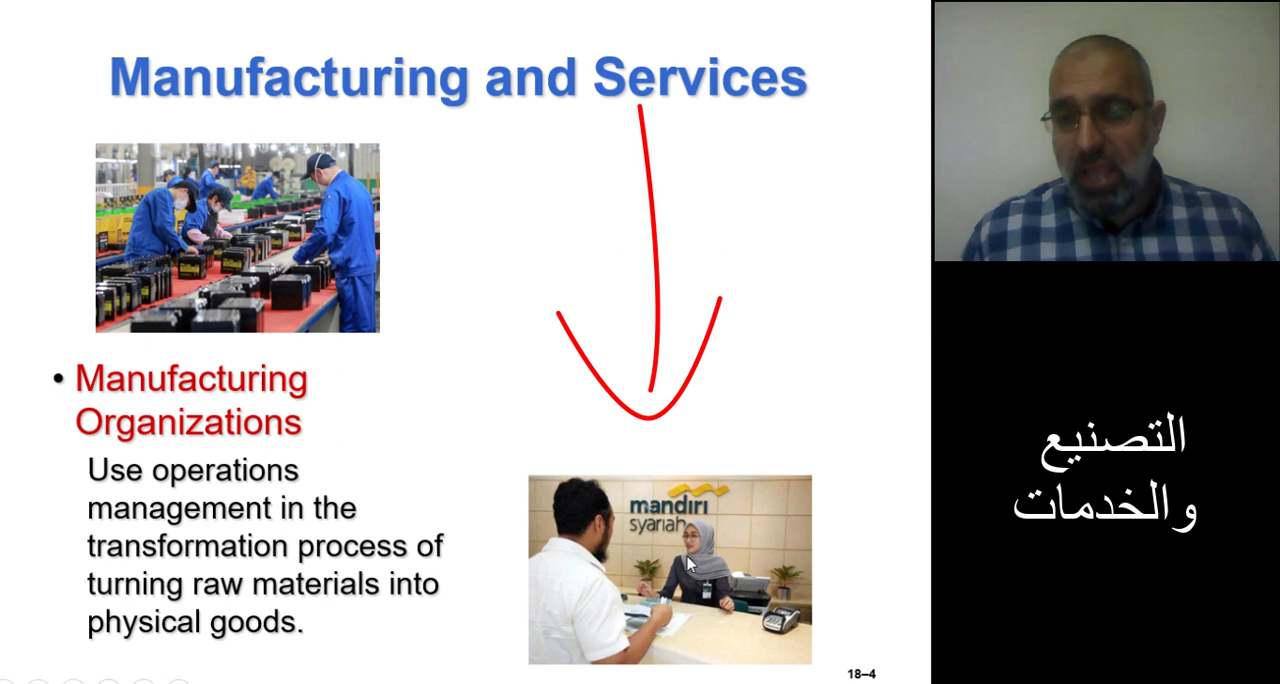 Manufacturing and Services
• Manufacturing
Organizations
Use operations
management in the
transformation process of
turning raw materials into
physical goods.
mandiri
syariah
18–4
التصنيع
والخدمات